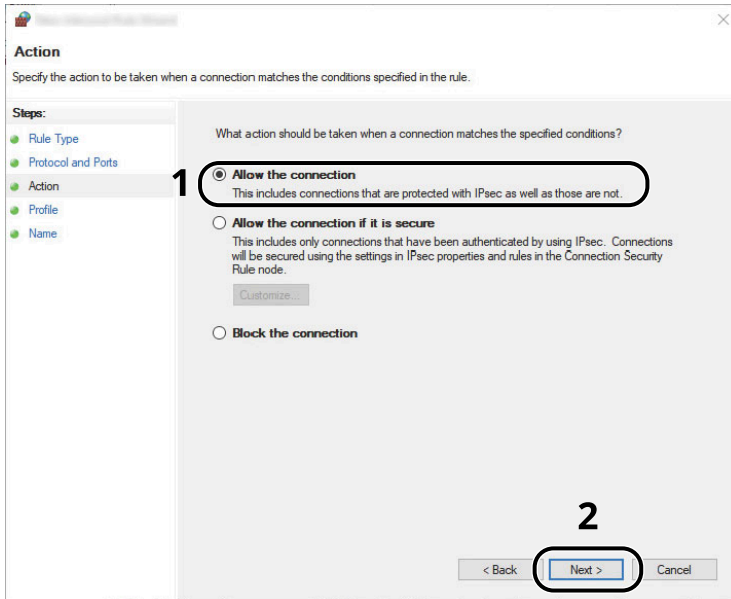 Action
Specify the action to be taken when a connection matches the conditions specified in the rule.
Steps:
Rule Type
Protocol and Ports
Action
Profile
Name
What action should be taken when a connection matches the specified conditions?
1
Allow the connection
This includes connections that are protected with IPsec as well as those are not.
Allow the connection if it is secure
This includes only connections that have been authenticated by using IPsec. Connections
will be secured using the settings in IPsec properties and rules in the Connection Security
Rule node.
Customize...
Block the connection
2
< Back
Next >
Cancel